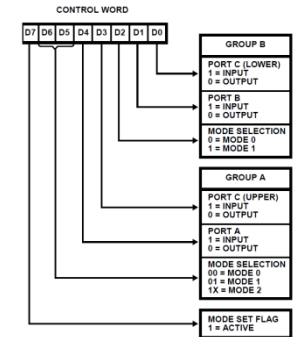 CONTROL WORD
D7 D6 D5 D4 D3 D2 D1 D0
GROUP B
PORT C (LOWER)
1 = INPUT
0 = OUTPUT
PORT B
1 = INPUT
0 = OUTPUT
MODE SELECTION
0 = MODE 0
1 = MODE 1
GROUP A
PORT C (UPPER)
1 = INPUT
0 = OUTPUT
PORT A
1 = INPUT
0 = OUTPUT
MODE SELECTION
00 = MODE 0
01 = MODE 1
1X = MODE 2
MODE SET FLAG
1 = ACTIVE